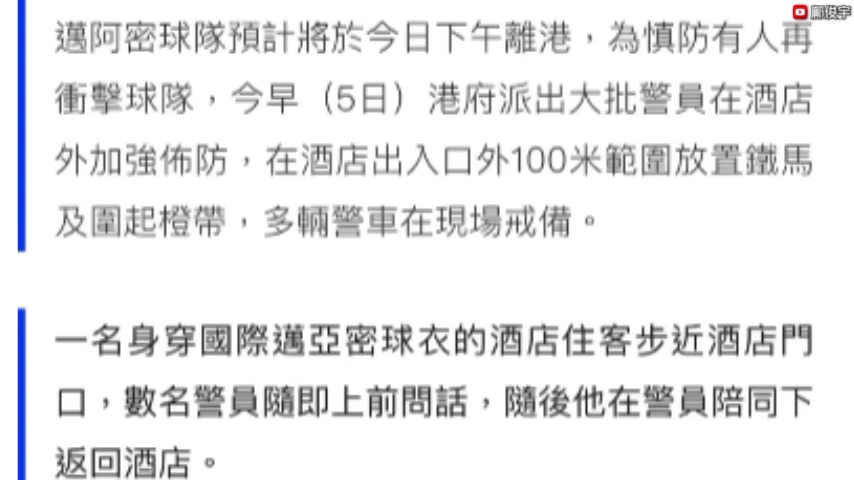 鄺俊宇
邁阿密球隊預計將於今日下午離港，為慎防有人再
衝擊球隊，今早（5日）港府派出大批警員在酒店
外加強佈防，在酒店出入口外100米範圍放置鐵馬
及圍起橙帶，多輛警車在現場戒備。
一名身穿國際邁亞密球衣的酒店住客步近酒店門
口，數名警員隨即上前問話，隨後他在警員陪同下
返回酒店。